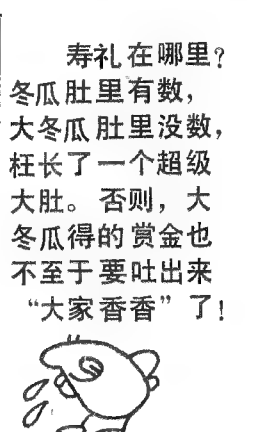 寿礼在哪里？
冬瓜肚里有数，
大冬瓜肚里没数，
枉长了一个超级
大肚。否则，大
冬瓜得的赏金也
不至于要吐出来
“大家香香”了！